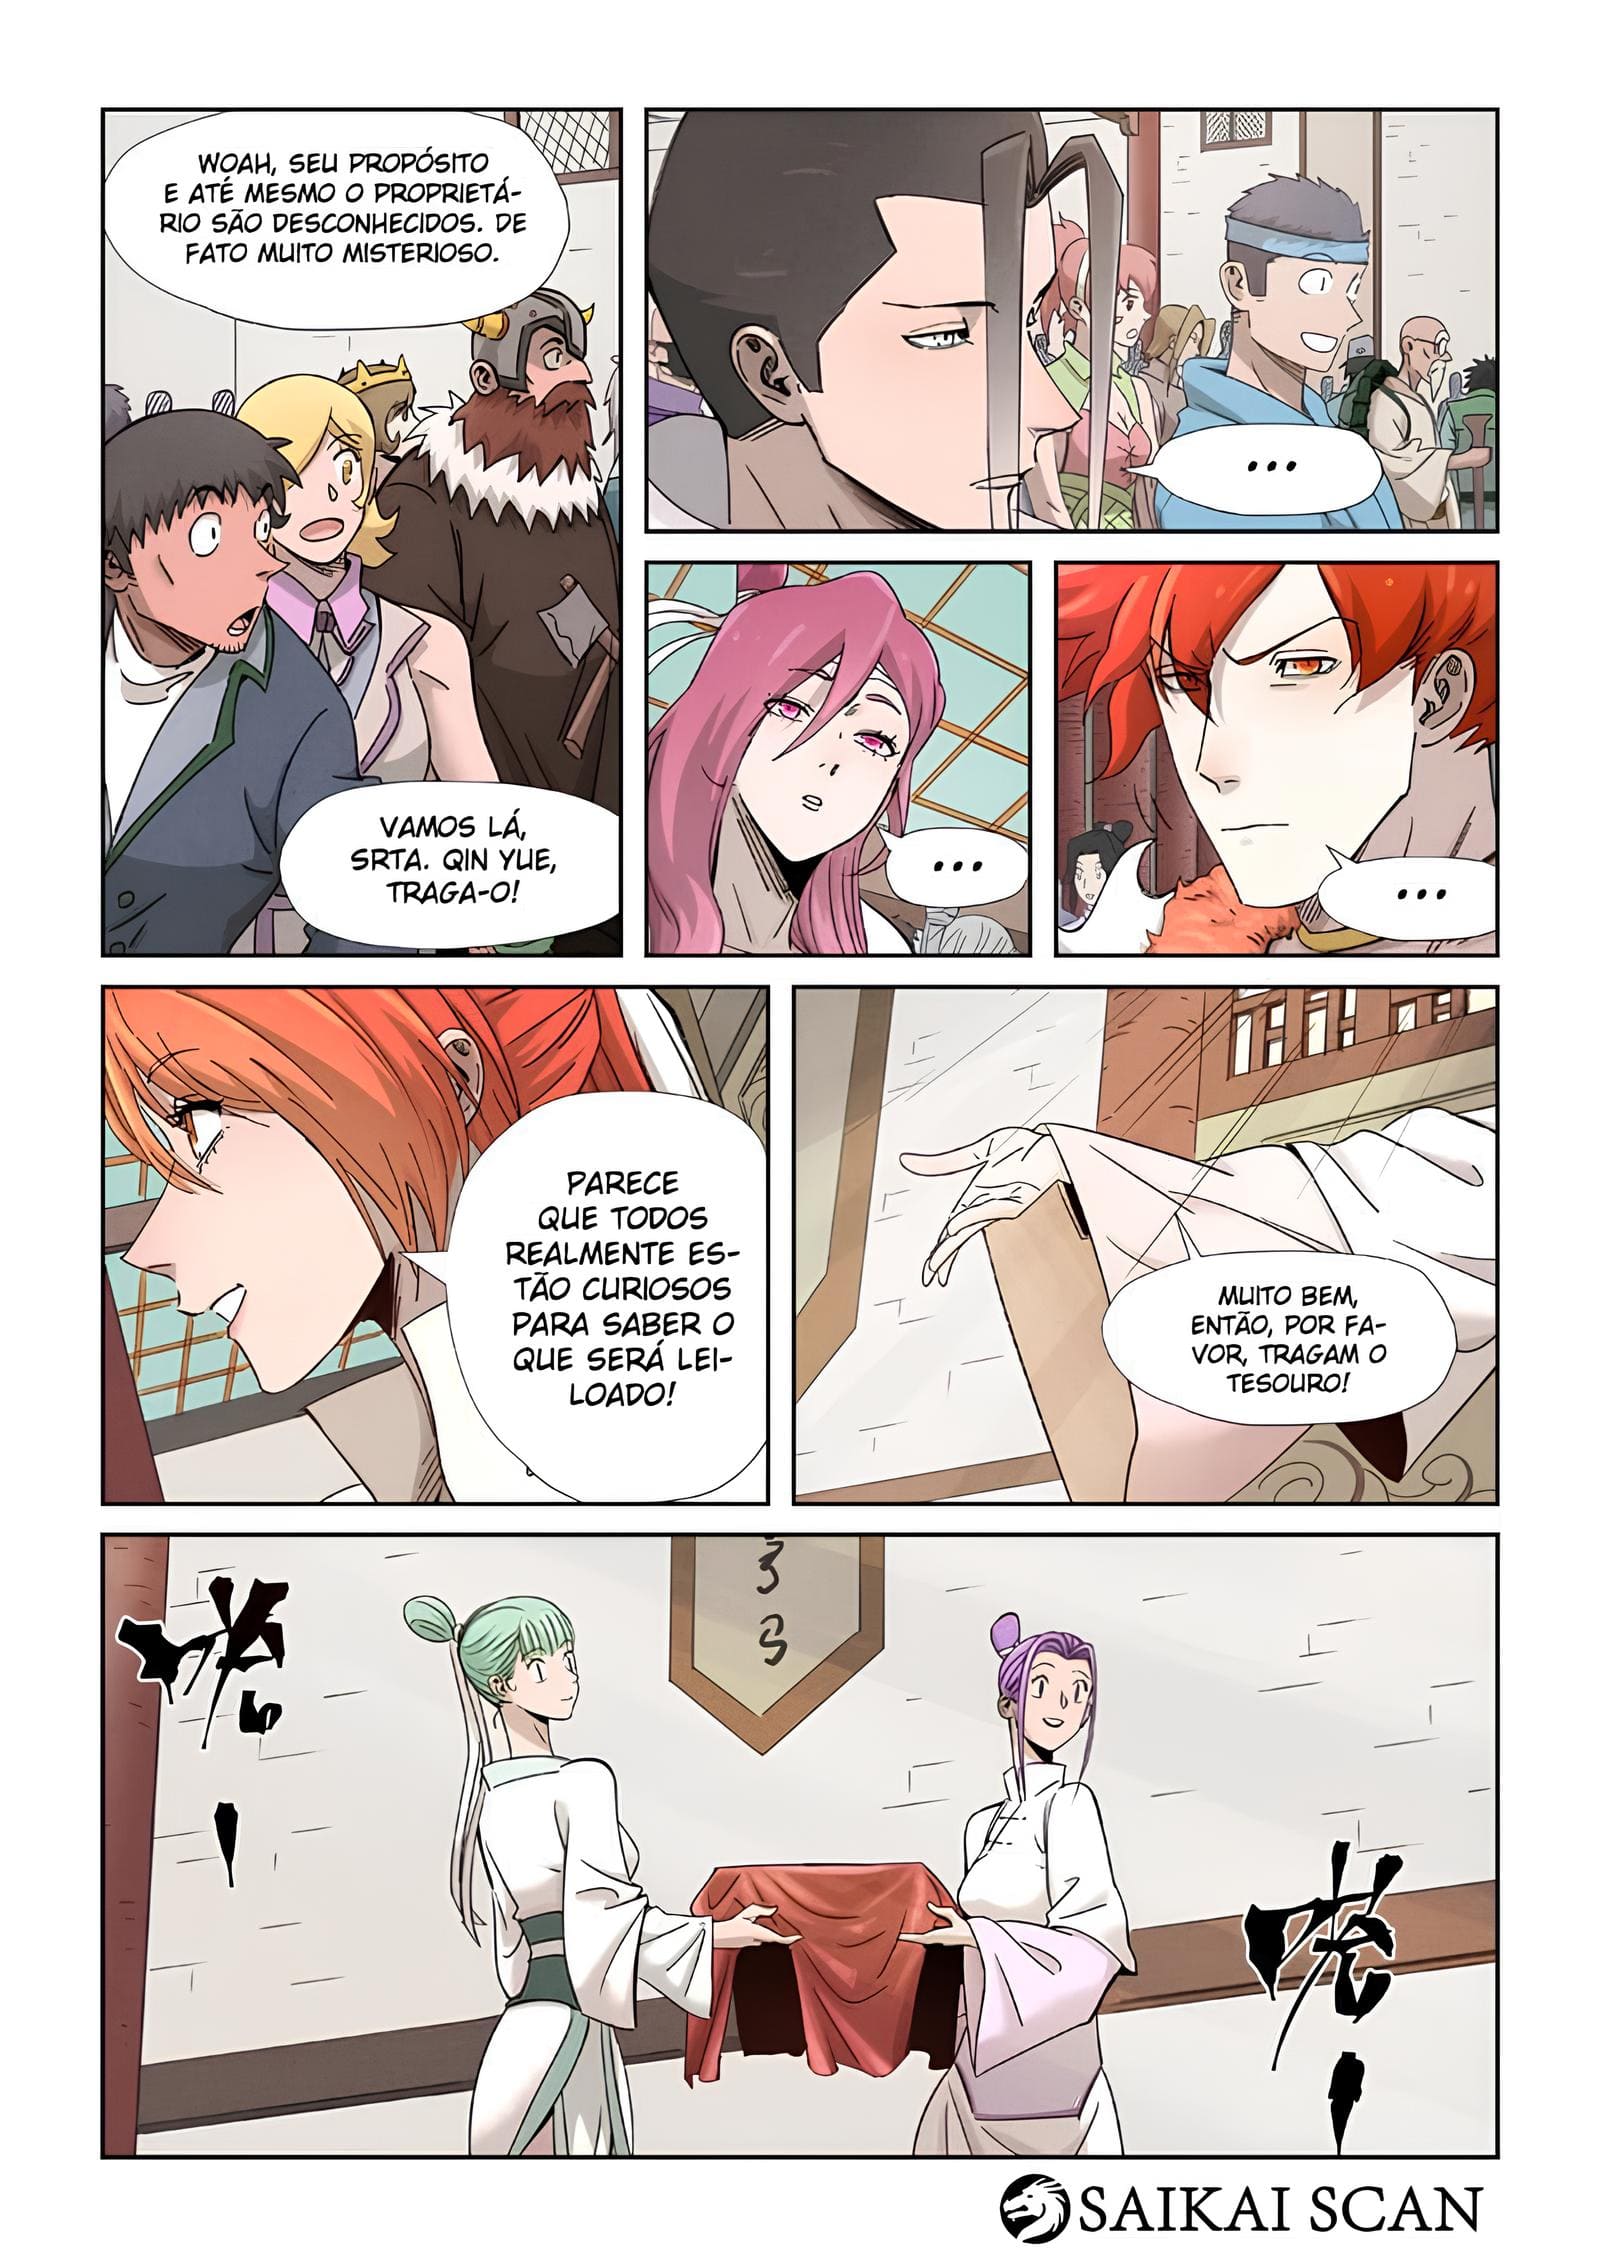 WOAH, SEU PROPÓSITO
E ATÉ MESMO O PROPRIETÁ-
RIO SÃO DESCONHECIDOS. DE
FATO MUITO MISTERIOSO.
...
VAMOS LÁ,
SRTA. QIN YUE,
TRAGA-O!
...
...
PARECE
QUE TODOS
REALMENTE ES-
TÃO CURIOSOS
PARA SABER O
QUE SERÁ LEI-
LOADO!
MUITO BEM,
ENTÃO, POR FA-
VOR, TRAGAM O
TESOURO!
SAIKAI SCAN